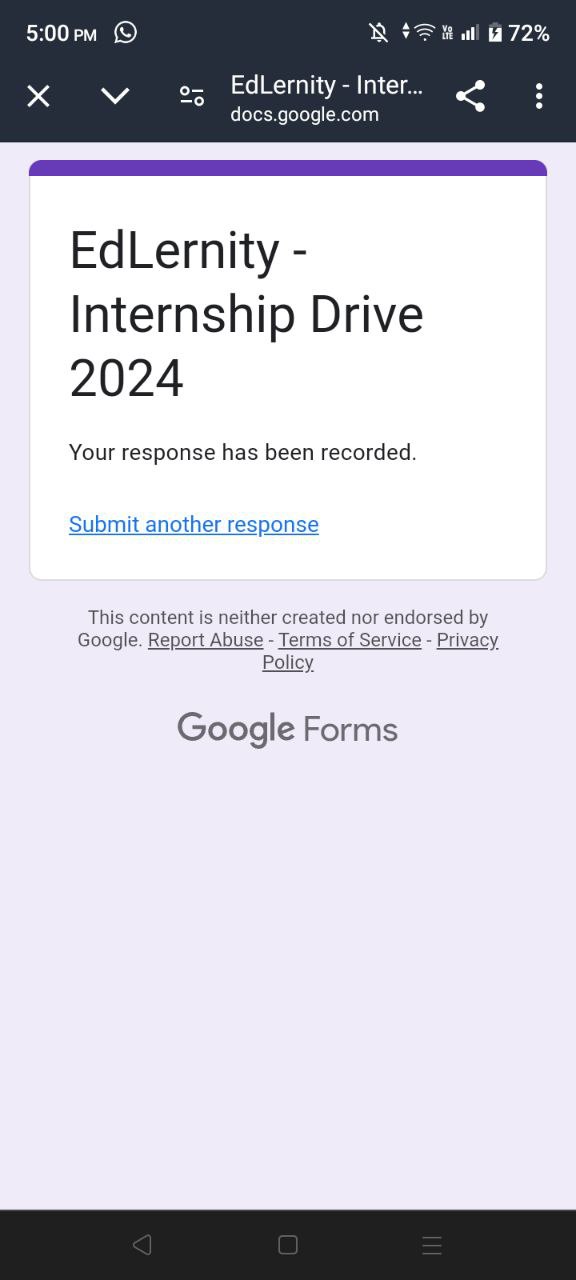 5:00 PM 72%
EdLernity - Inter...
docs.google.com
EdLernity -
Internship Drive
2024
Your response has been recorded.
Submit another response
This content is neither created nor endorsed by
Google. Report Abuse - Terms of Service - Privacy
Policy
Google Forms